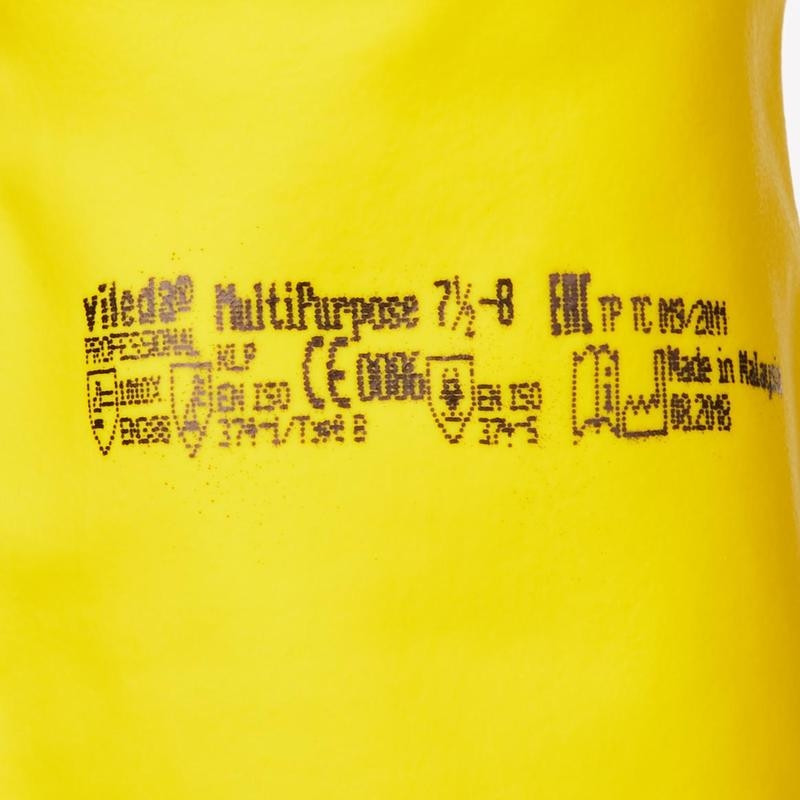 vileda® MultiPurpose 7½-8 EAC TP TC 019/2011
PROFESSIONAL KLP CE 0086 Made in Malaysia
EN ISO EN ISO 08.2018
EN388 374-1/Type B 374-5